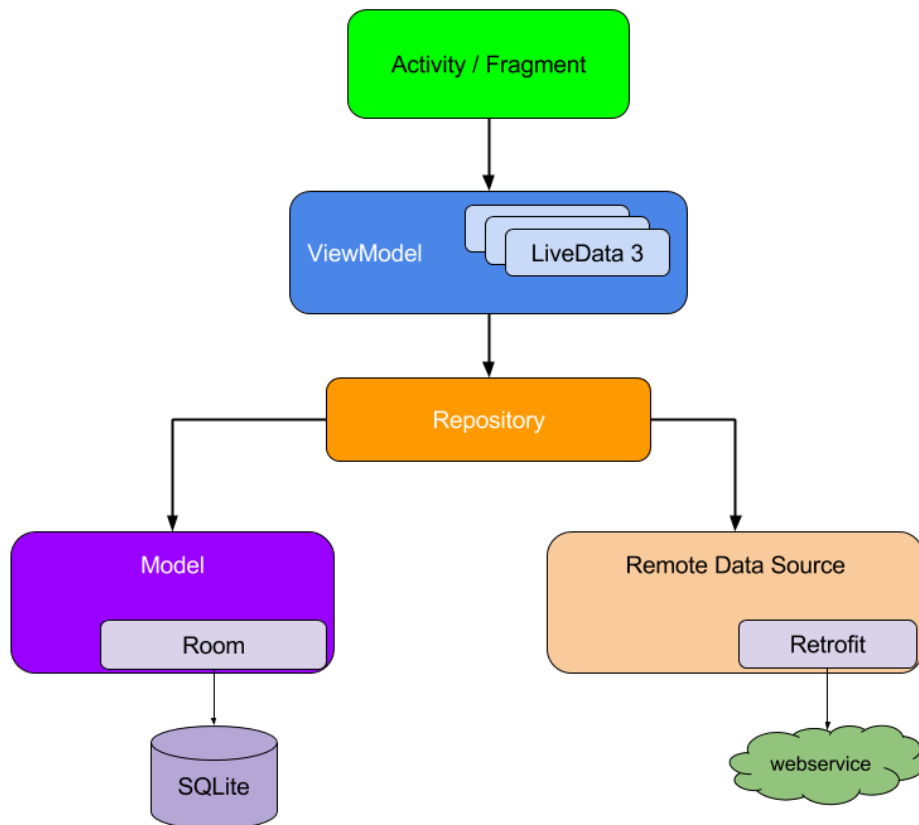 Activity / Fragment
ViewModel
LiveData 3
Repository
Model
Room
SQLite
Remote Data Source
Retrofit
webservice